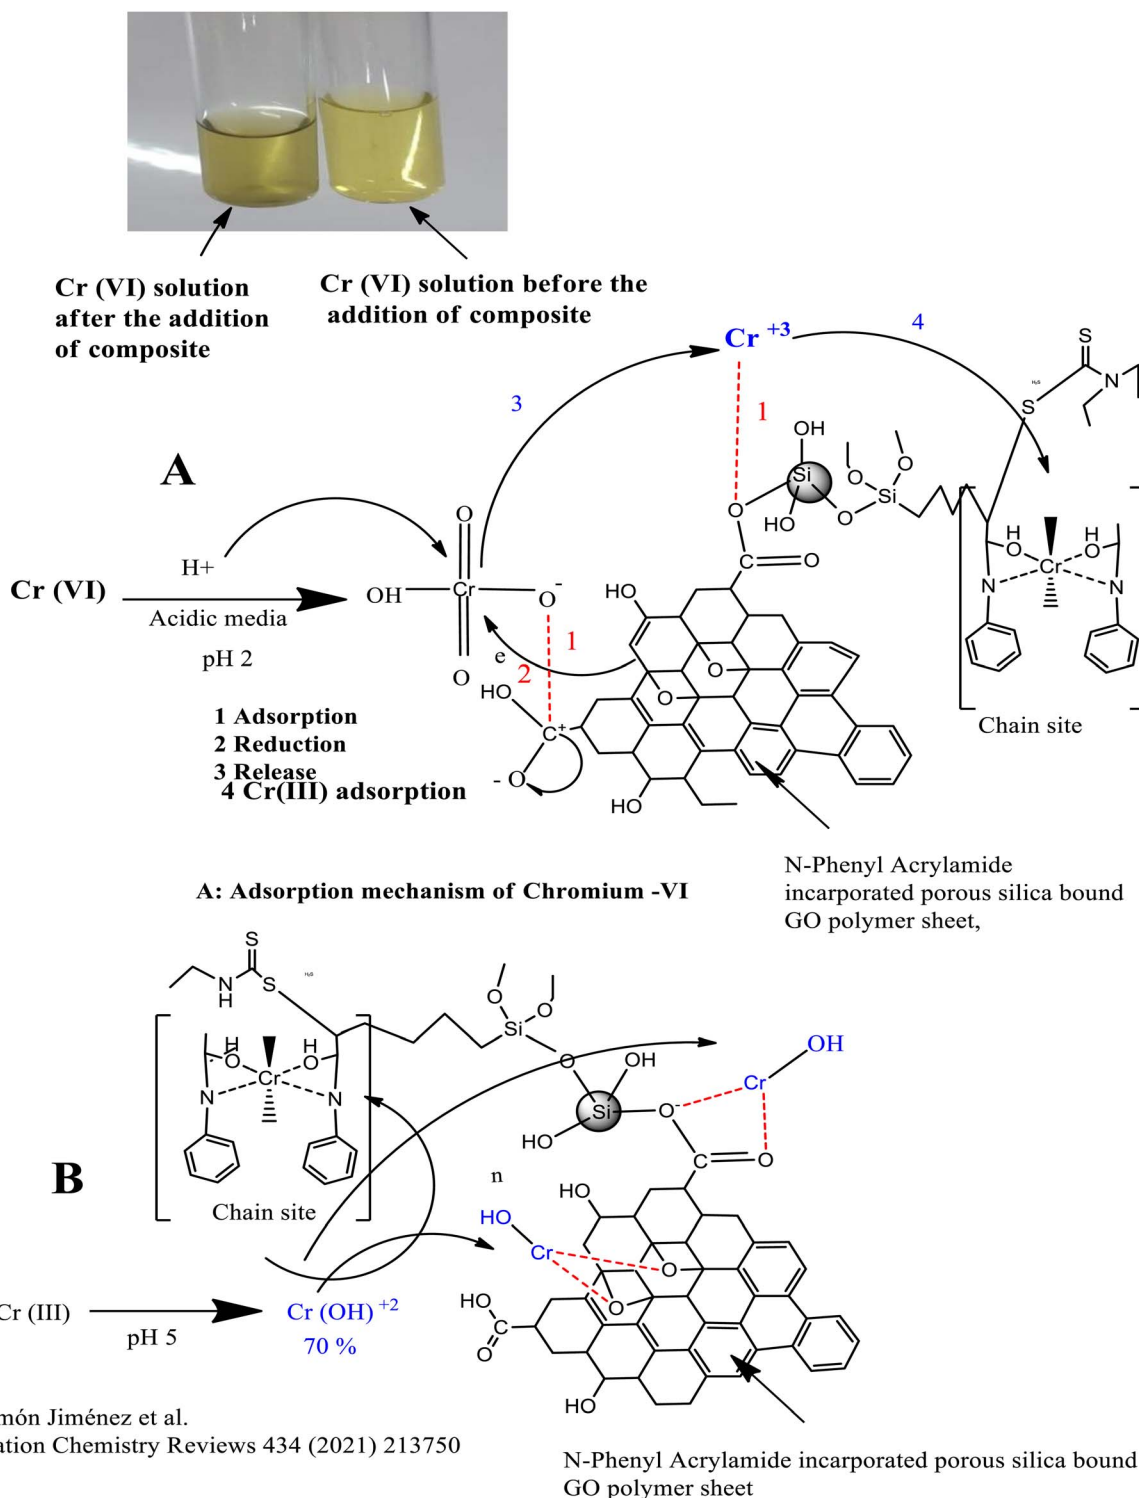 Cr (VI) solution
after the addition
of composite
Cr (VI) solution before the
addition of composite
Cr +3
4
3
1
A
S
H₂S
S
N
OH
Si
HO
O
O
O
Si
O
C
O
H
O
H
O
Cr
N
N
Chain site
Cr (VI)
H+
Acidic media
pH 2
O
OH
Cr
O-
O
1
e
2
HO
C+
- O
HO
O
O
HO
1 Adsorption
2 Reduction
3 Release
4 Cr(III) adsorption
N-Phenyl Acrylamide
incorporated porous silica bound
GO polymer sheet,
A: Adsorption mechanism of Chromium -VI
S
N
H
S
H₂S
O
O
Si
H
O
H
O
Cr
N
N
Chain site
O
OH
Si
HO
O-
Cr
OH
C
O
B
n
HO
HO
Cr
O
O
HO
C
O
HO
Cr (III)
pH 5
Cr (OH) +2
70 %
món Jiménez et al.
ation Chemistry Reviews 434 (2021) 213750
N-Phenyl Acrylamide incorporated porous silica bound
GO polymer sheet